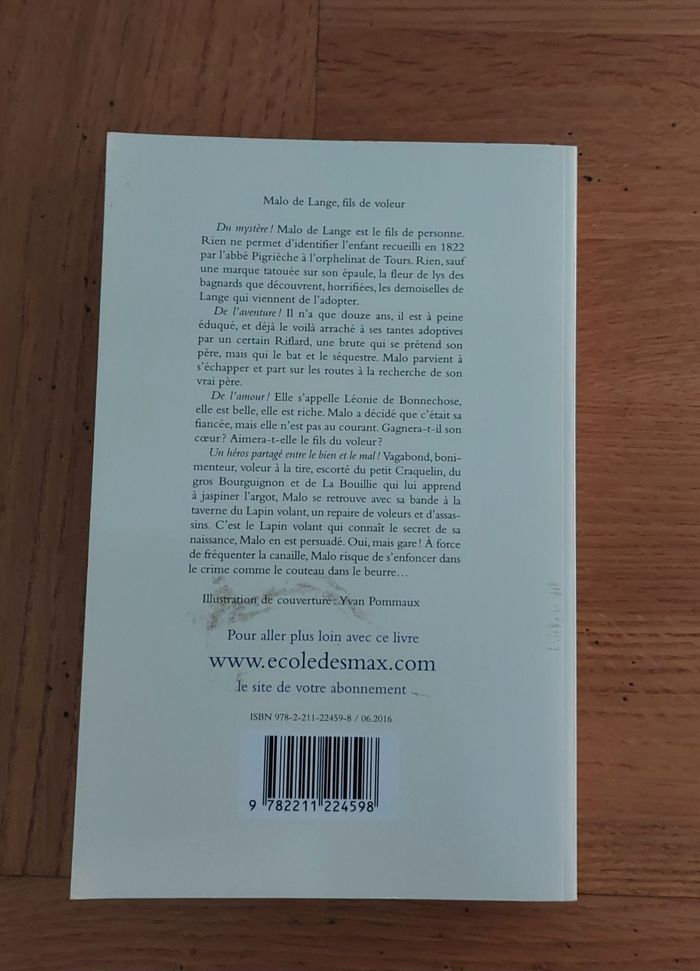 Malo de Lange, fils de voleur
Du mystère! Malo de Lange est le fils de personne.
Rien ne permet d'identifier l'enfant recueilli en 1822
par l'abbé Pigrièche à l'orphelinat de Tours. Rien, sauf
une marque tatouée sur son épaule, la fleur de lys des
bagnards que découvrent, horrifiées, les demoiselles de
Lange qui viennent de l'adopter.
De l'aventure! Il n'a que douze ans, il est à peine
éduqué, et déjà le voilà arraché à ses tantes adoptives
par un certain Riflard, une brute qui se prétend son
père, mais qui le bat et le séquestre. Malo parvient à
s'échapper et part sur les routes à la recherche de son
vrai père.
De l'amour! Elle s'appelle Léonie de Bonnechose,
elle est belle, elle est riche. Malo a décidé que c'était sa
fiancée, mais elle n'est pas au courant. Gagnera-t-il son
cœur? Aimera-t-elle le fils du voleur?
Un héros partagé entre le bien et le mal! Vagabond, boni-
menteur, voleur à la tire, escorté du petit Craquelin, du
gros Bourguignon et de La Bouillie qui lui apprend
à jaspiner l'argot, Malo se retrouve avec sa bande à la
taverne du Lapin volant, un repaire de voleurs et d'assas-
sins. C'est le Lapin volant qui connaît le secret de sa
naissance, Malo en est persuadé. Oui, mais gare! À force
de fréquenter la canaille, Malo risque de s'enfoncer dans
le crime comme le couteau dans le beurre...
Illustration de couverture : Yvan Pommaux
Pour aller plus loin avec ce livre
www.ecoledesmax.com
le site de votre abonnement
ISBN 978-2-211-22459-8 / 06.2016
9 782211 224598